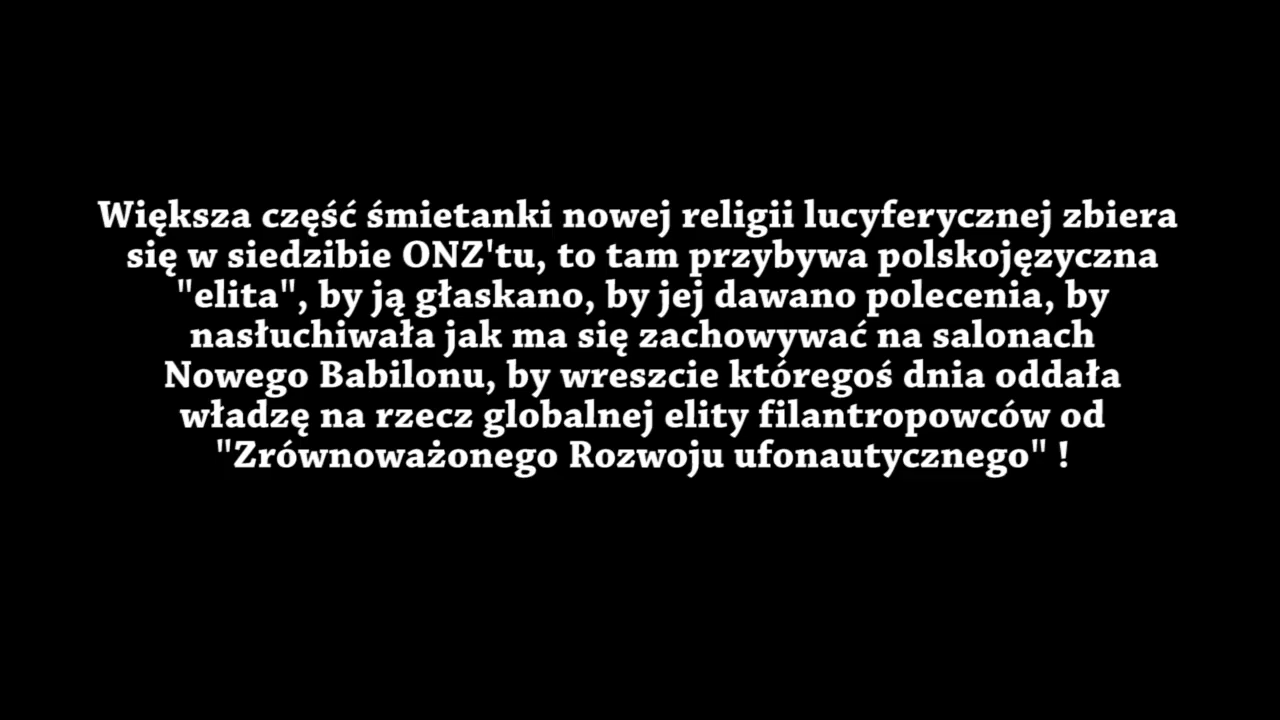 Większa część śmietanki nowej religii lucyferycznej zbiera
się w siedzibie ONZ'tu, to tam przybywa polskojęzyczna
"elita", by ją głaskano, by jej dawano polecenia, by
nasłuchiwała jak ma się zachowywać na salonach
Nowego Babilonu, by wreszcie któregoś dnia oddała
władzę na rzecz globalnej elity filantropowców od
"Zrównoważonego Rozwoju ufonautycznego" !